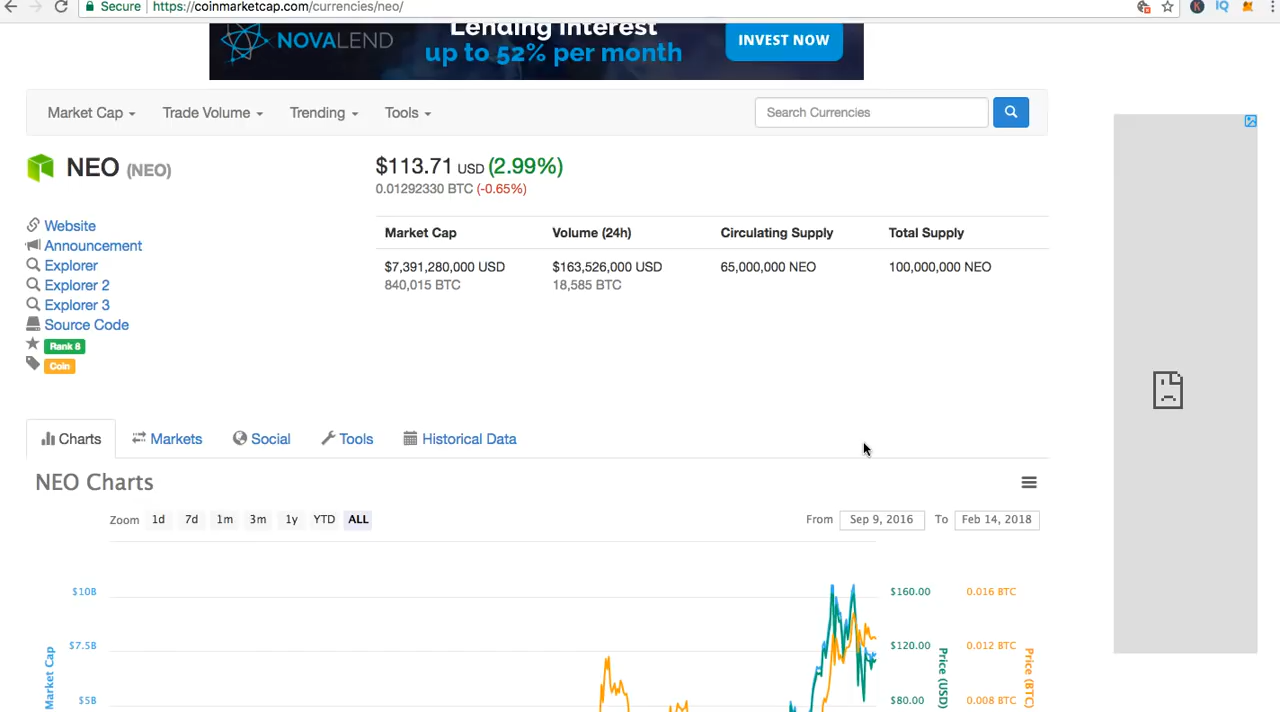 Secure https://coinmarketcap.com/currencies/neo/
K IQ
NOVALEND
Lending Interest
up to 52% per month
INVEST NOW
Market Cap Trade Volume Trending Tools Search Currencies
NEO (NEO)
$113.71 USD (2.99%)
0.01292330 BTC (-0.65%)
Website
Announcement
Explorer
Explorer 2
Explorer 3
Source Code
Rank 8
Coin
Market Cap Volume (24h) Circulating Supply Total Supply
$7,391,280,000 USD $163,526,000 USD 65,000,000 NEO 100,000,000 NEO
840,015 BTC 18,585 BTC
Charts Markets Social Tools Historical Data
NEO Charts
Zoom 1d 7d 1m 3m 1y YTD ALL From Sep 9, 2016 To Feb 14, 2018
$10B $160.00 0.016 BTC
$7.5B $120.00 0.012 BTC
$5B $80.00 0.008 BTC
Market Cap
Price (USD)
Price (BTC)